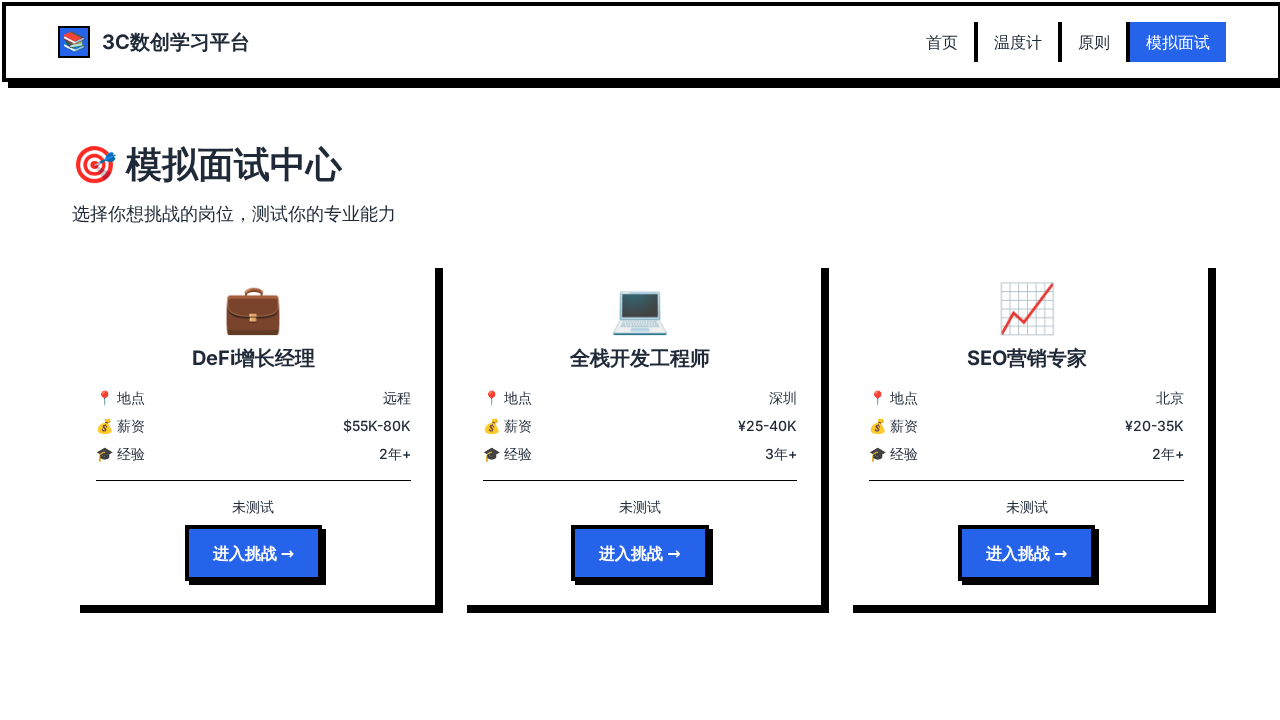 📚 3C数创学习平台
首页 温度计 原则 模拟面试
🎯 模拟面试中心
选择你想挑战的岗位，测试你的专业能力
💼
DeFi增长经理
📍 地点 远程
💰 薪资 $55K-80K
🎓 经验 2年+
未测试
进入挑战 →
💻
全栈开发工程师
📍 地点 深圳
💰 薪资 ¥25-40K
🎓 经验 3年+
未测试
进入挑战 →
📈
SEO营销专家
📍 地点 北京
💰 薪资 ¥20-35K
🎓 经验 2年+
未测试
进入挑战 →